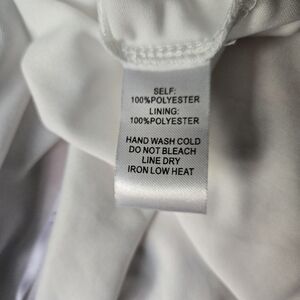 SELF:
100%POLYESTER
LINING:
100%POLYESTER
HAND WASH COLD
DO NOT BLEACH
LINE DRY
IRON LOW HEAT